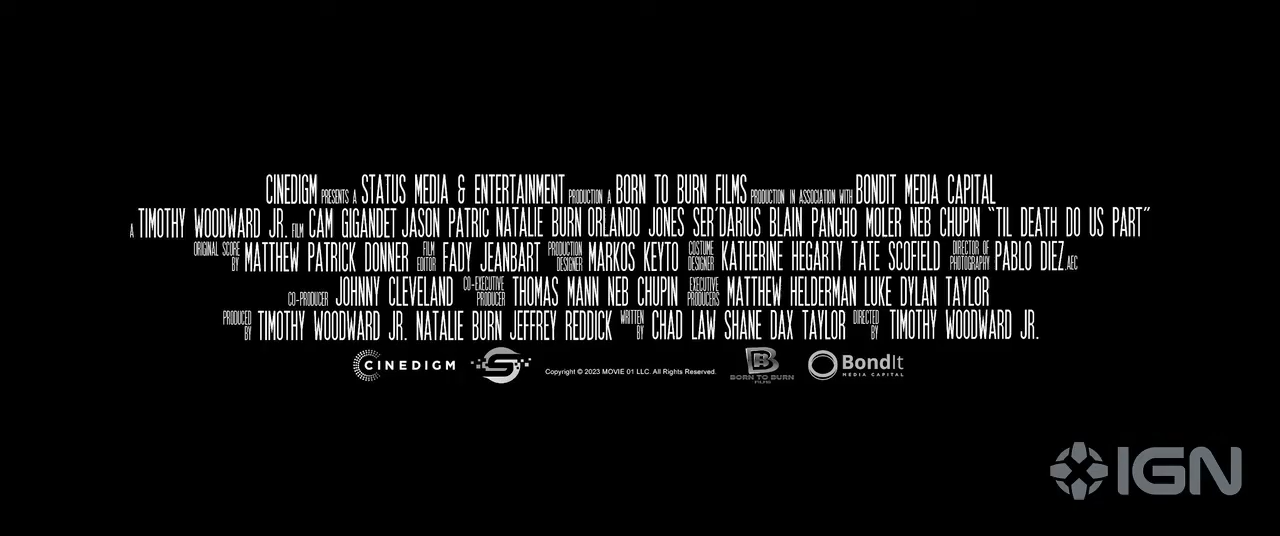 CINEDIGM PRESENTS A STATUS MEDIA & ENTERTAINMENT PRODUCTION A BORN TO BURN FILMS PRODUCTION IN ASSOCIATION WITH BONDIT MEDIA CAPITAL
A TIMOTHY WOODWARD JR. FILM CAM GIGANDET JASON PATRIC NATALIE BURN ORLANDO JONES SER'DARIUS BLAIN PANCHO MOLER NEB CHUPIN "TIL DEATH DO US PART"
ORIGINAL SCORE BY MATTHEW PATRICK DONNER FILM EDITOR FADY JEANBART PRODUCTION DESIGNER MARKOS KEYTO COSTUME DESIGNER KATHERINE HEGARTY TATE SCOFIELD DIRECTOR OF PHOTOGRAPHY PABLO DIEZ, AEC
CO-PRODUCER JOHNNY CLEVELAND CO-EXECUTIVE PRODUCER THOMAS MANN NEB CHUPIN EXECUTIVE PRODUCERS MATTHEW HELDERMAN LUKE DYLAN TAYLOR
PRODUCED BY TIMOTHY WOODWARD JR. NATALIE BURN JEFFREY REDDICK WRITTEN BY CHAD LAW SHANE DAX TAYLOR DIRECTED BY TIMOTHY WOODWARD JR.
CINEDIGM S Copyright © 2023 MOVIE 01 LLC. All Rights Reserved. B BORN TO BURN FILMS BondIt MEDIA CAPITAL
IGN